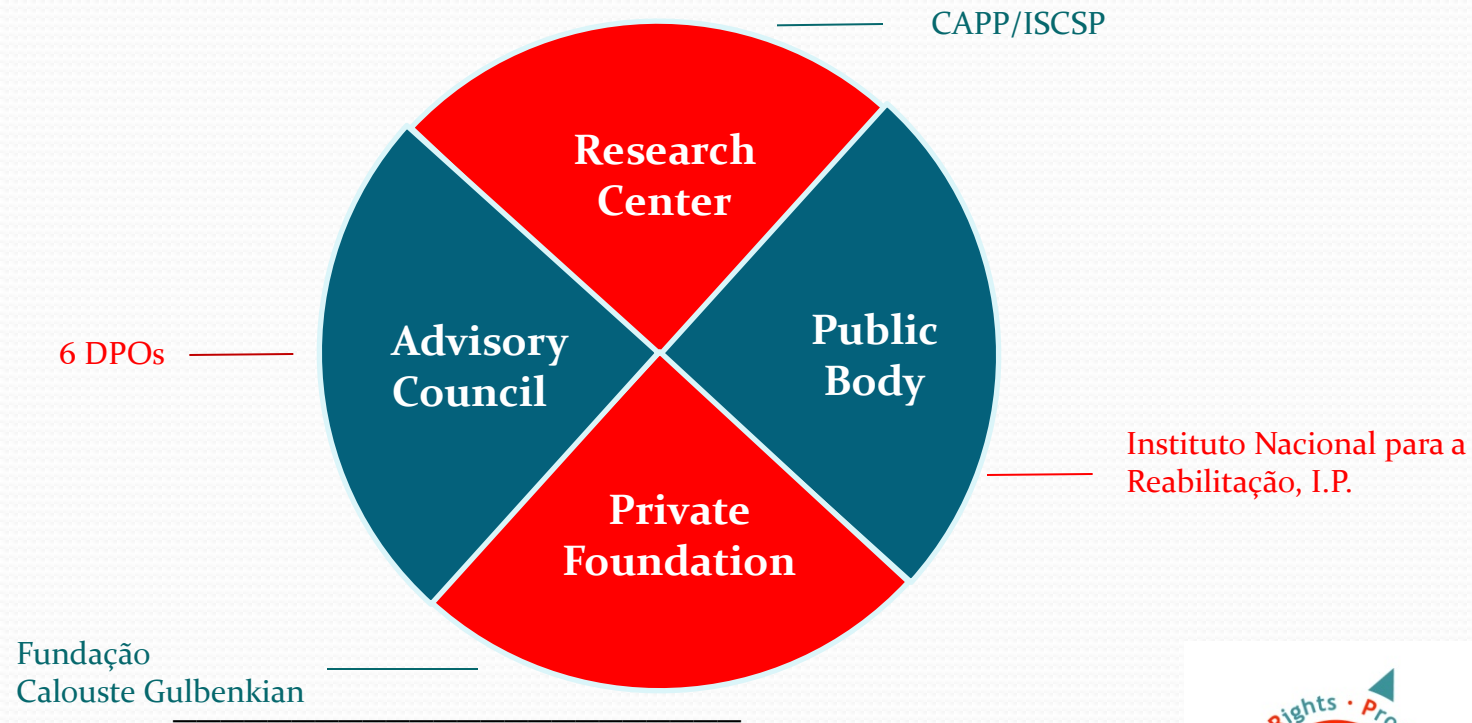 CAPP/ISCSP
Research
Center
Advisory
Council
Public
Body
6 DPOs
Instituto Nacional para a
Reabilitação, I.P.
Private
Foundation
Fundação
Calouste Gulbenkian